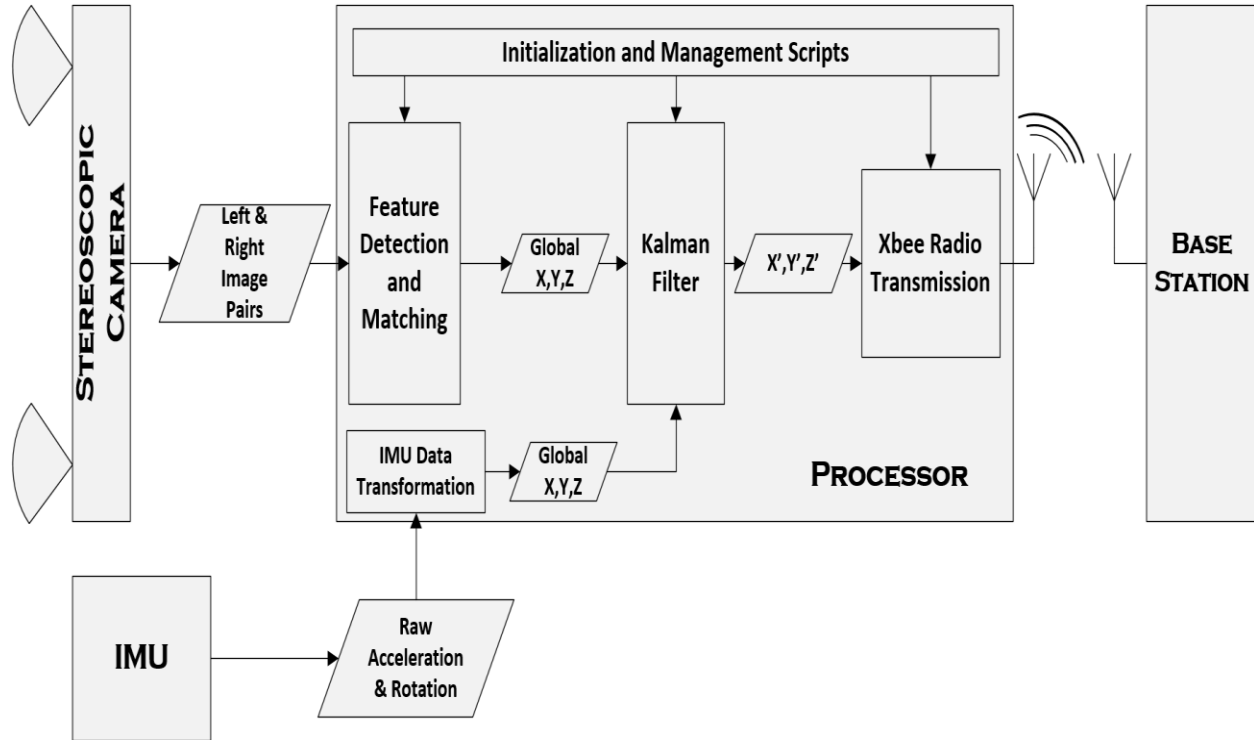 Initialization and Management Scripts
STEREOSCOPIC
CAMERA
Left &
Right
Image
Pairs
Feature
Detection
and
Matching
Global
X,Y,Z
Kalman
Filter
X',Y',Z'
Xbee Radio
Transmission
BASE
STATION
IMU Data
Transformation
Global
X,Y,Z
PROCESSOR
IMU
Raw
Acceleration
& Rotation